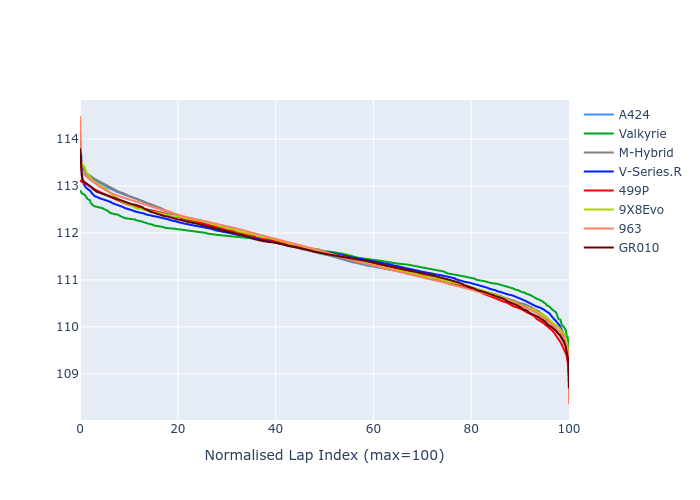 114
113
112
111
110
109
0
20
40
60
80
100
Normalised Lap Index (max=100)
A424
Valkyrie
M-Hybrid
V-Series.R
499P
9X8Evo
963
GR010